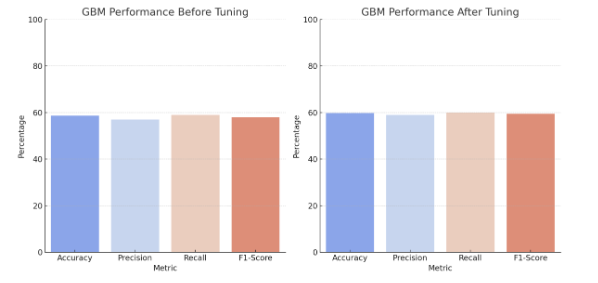 GBM Performance Before Tuning
100
80
60
40
20
0
Percentage
Accuracy Precision Recall F1-Score
Metric
GBM Performance After Tuning
100
80
60
40
20
0
Percentage
Accuracy Precision Recall F1-Score
Metric